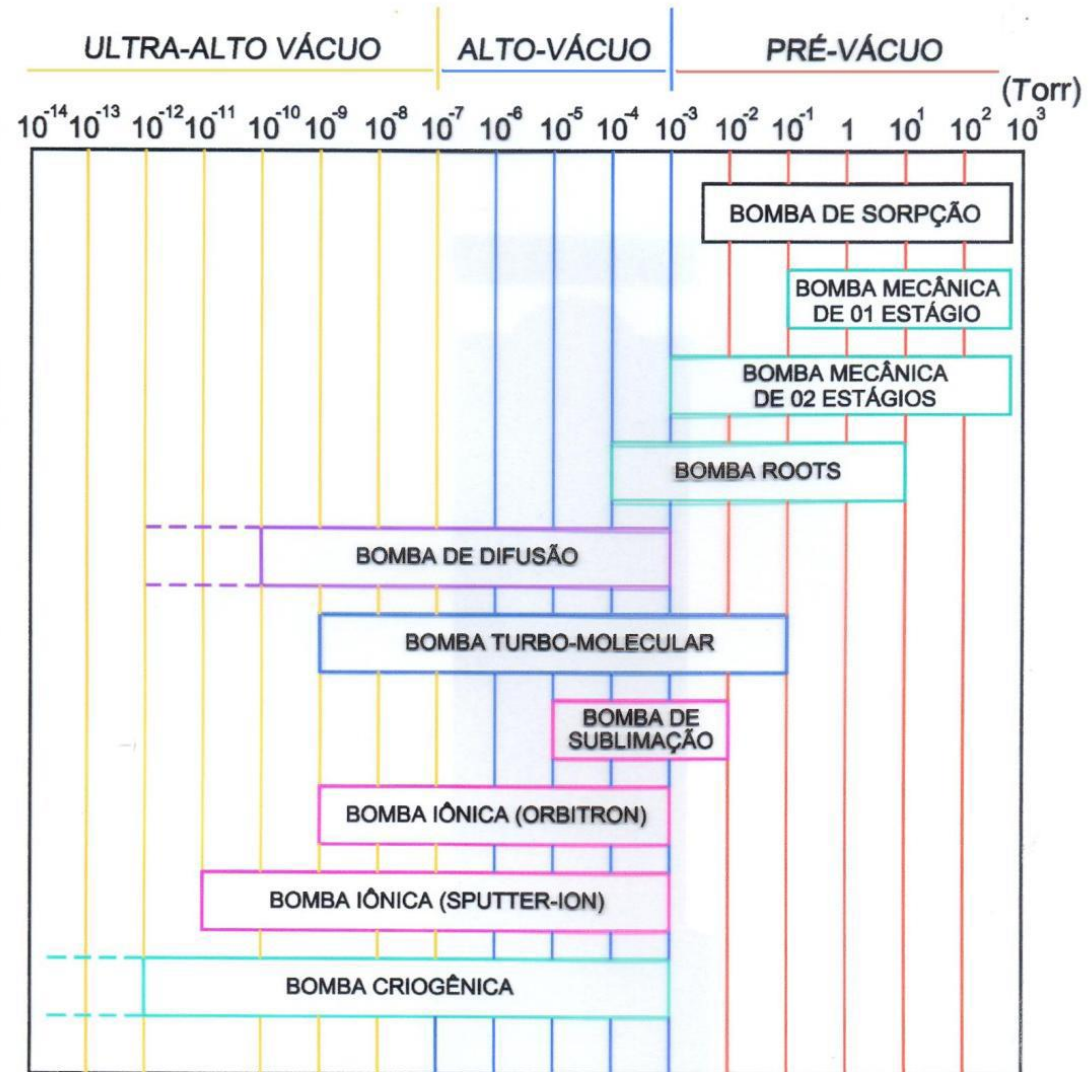 ULTRA-ALTO VÁCUO ALTO-VÁCUO PRÉ-VÁCUO
(Torr)
10⁻¹⁴ 10⁻¹³ 10⁻¹² 10⁻¹¹ 10⁻¹⁰ 10⁻⁹ 10⁻⁸ 10⁻⁷ 10⁻⁶ 10⁻⁵ 10⁻⁴ 10⁻³ 10⁻² 10⁻¹ 1 10¹ 10² 10³
BOMBA DE SORPÇÃO
BOMBA MECÂNICA
DE 01 ESTÁGIO
BOMBA MECÂNICA
DE 02 ESTÁGIOS
BOMBA ROOTS
BOMBA DE DIFUSÃO
BOMBA TURBO-MOLECULAR
BOMBA DE
SUBLIMAÇÃO
BOMBA IÔNICA (ORBITRON)
BOMBA IÔNICA (SPUTTER-ION)
BOMBA CRIOGÊNICA